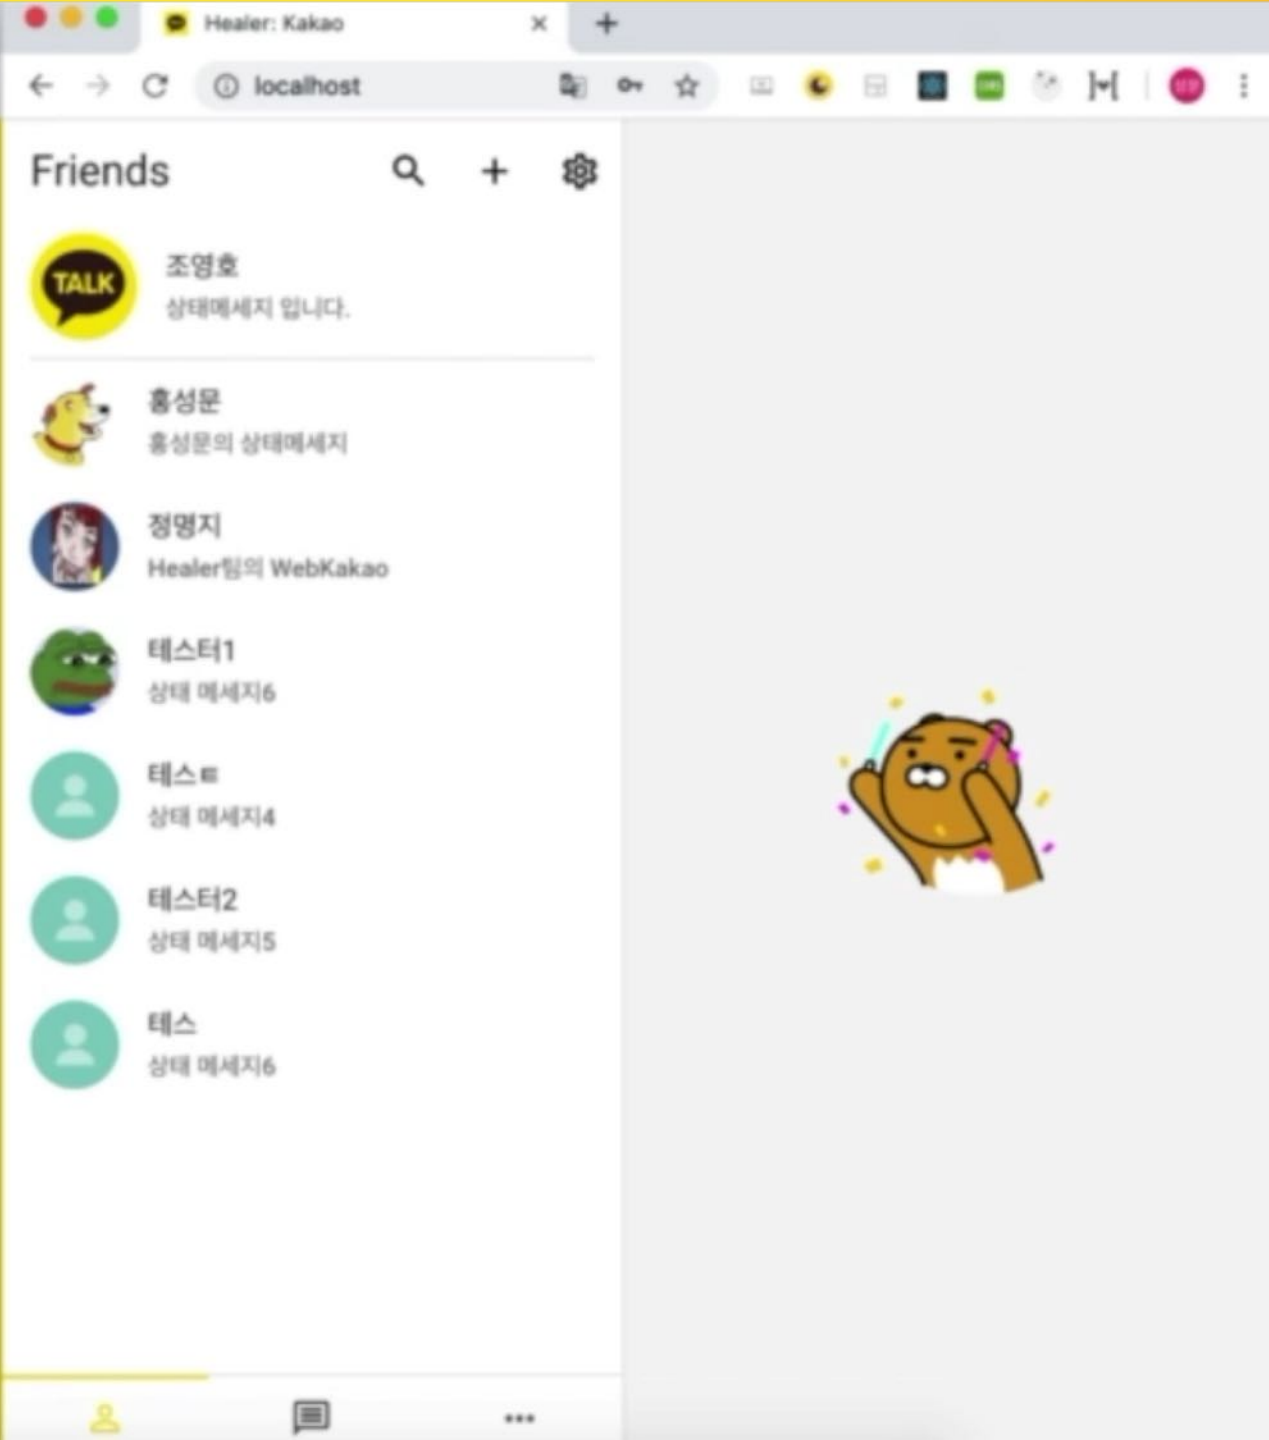 Healer: Kakao
localhost
Friends
TALK
조영호
상태메세지 입니다.
홍성문
홍성문의 상태메세지
정명지
Healer팀의 WebKakao
테스터1
상태 메세지6
테스ㅌ
상태 메세지4
테스터2
상태 메세지5
테스
상태 메세지6